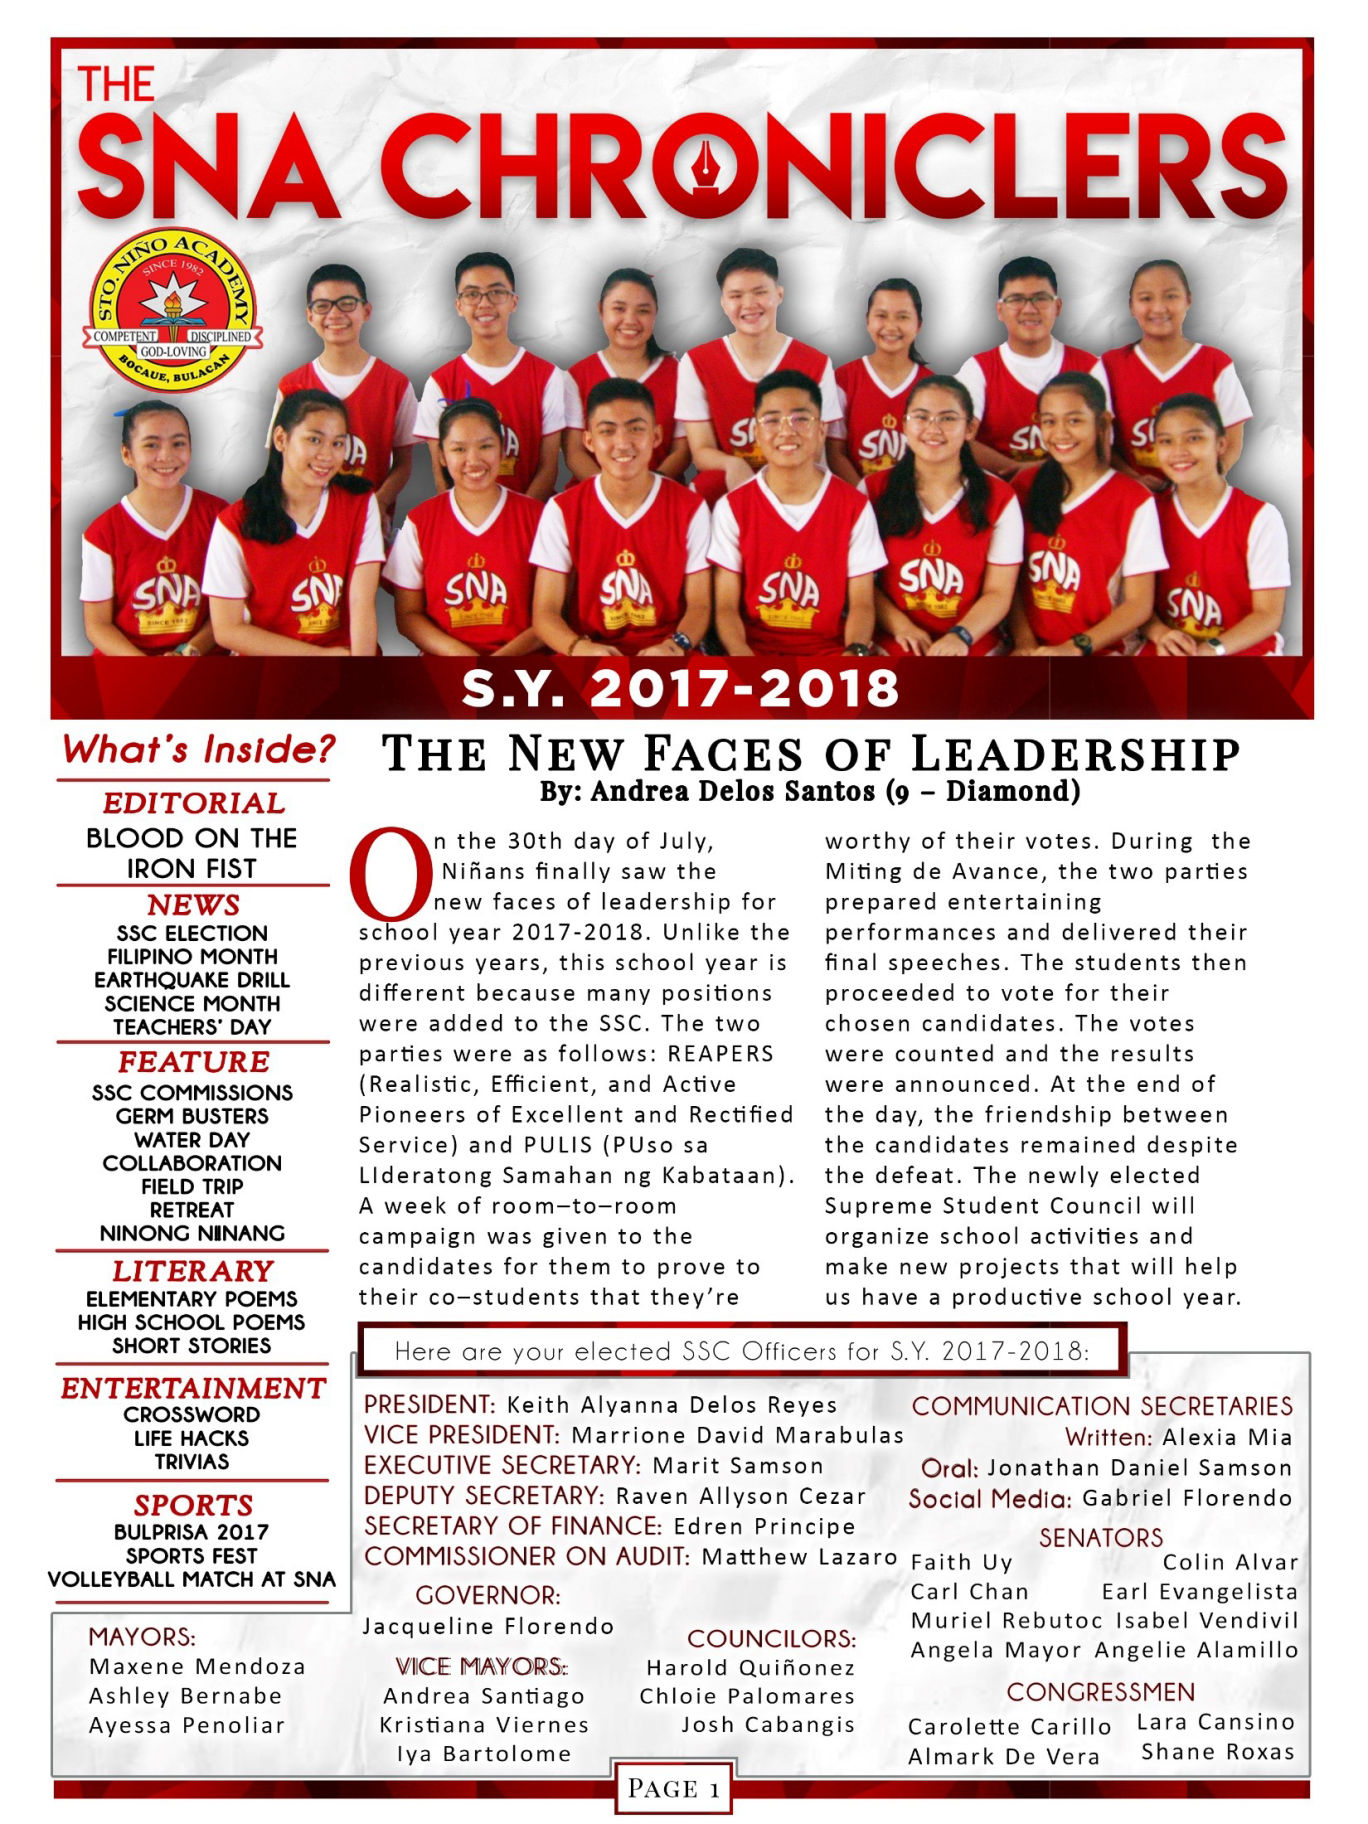 THE
SNA CHRONICLERS
STO. NIÑO ACADEMY
SINCE 1982
COMPETENT DISCIPLINED
GOD-LOVING
BOCAUE, BULACAN
SNA
SNA
SNA
SNA
SNA
SNA
SNA
SNA
S.Y. 2017-2018
What's Inside?
EDITORIAL
BLOOD ON THE
IRON FIST
NEWS
SSC ELECTION
FILIPINO MONTH
EARTHQUAKE DRILL
SCIENCE MONTH
TEACHERS' DAY
FEATURE
SSC COMMISSIONS
GERM BUSTERS
WATER DAY
COLLABORATION
FIELD TRIP
RETREAT
NINONG NIINANG
LITERARY
ELEMENTARY POEMS
HIGH SCHOOL POEMS
SHORT STORIES
ENTERTAINMENT
CROSSWORD
LIFE HACKS
TRIVIAS
SPORTS
BULPRISA 2017
SPORTS FEST
VOLLEYBALL MATCH AT SNA
THE NEW FACES OF LEADERSHIP
By: Andrea Delos Santos (9 – Diamond)
On the 30th day of July,
Niñans finally saw the
new faces of leadership for
school year 2017-2018. Unlike the
previous years, this school year is
different because many positions
were added to the SSC. The two
parties were as follows: REAPERS
(Realistic, Efficient, and Active
Pioneers of Excellent and Rectified
Service) and PULIS (PUso sa
LIderatong Samahan ng Kabataan).
A week of room–to–room
campaign was given to the
candidates for them to prove to
their co–students that they're
worthy of their votes. During the
Miting de Avance, the two parties
prepared entertaining
performances and delivered their
final speeches. The students then
proceeded to vote for their
chosen candidates. The votes
were counted and the results
were announced. At the end of
the day, the friendship between
the candidates remained despite
the defeat. The newly elected
Supreme Student Council will
organize school activities and
make new projects that will help
us have a productive school year.
Here are your elected SSC Officers for S.Y. 2017-2018:
PRESIDENT: Keith Alyanna Delos Reyes
VICE PRESIDENT: Marrione David Marabulas
EXECUTIVE SECRETARY: Marit Samson
DEPUTY SECRETARY: Raven Allyson Cezar
SECRETARY OF FINANCE: Edren Principe
COMMISSIONER ON AUDIT: Matthew Lazaro
GOVERNOR:
Jacqueline Florendo
MAYORS:
Maxene Mendoza
Ashley Bernabe
Ayessa Penoliar
VICE MAYORS:
Andrea Santiago
Kristiana Viernes
Iya Bartolome
COUNCILORS:
Harold Quiñonez
Chloie Palomares
Josh Cabangis
COMMUNICATION SECRETARIES
Written: Alexia Mia
Oral: Jonathan Daniel Samson
Social Media: Gabriel Florendo
SENATORS
Faith Uy Colin Alvar
Carl Chan Earl Evangelista
Muriel Rebutoc Isabel Vendivil
Angela Mayor Angelie Alamillo
CONGRESSMEN
Carolette Carillo Lara Cansino
Almark De Vera Shane Roxas
PAGE 1